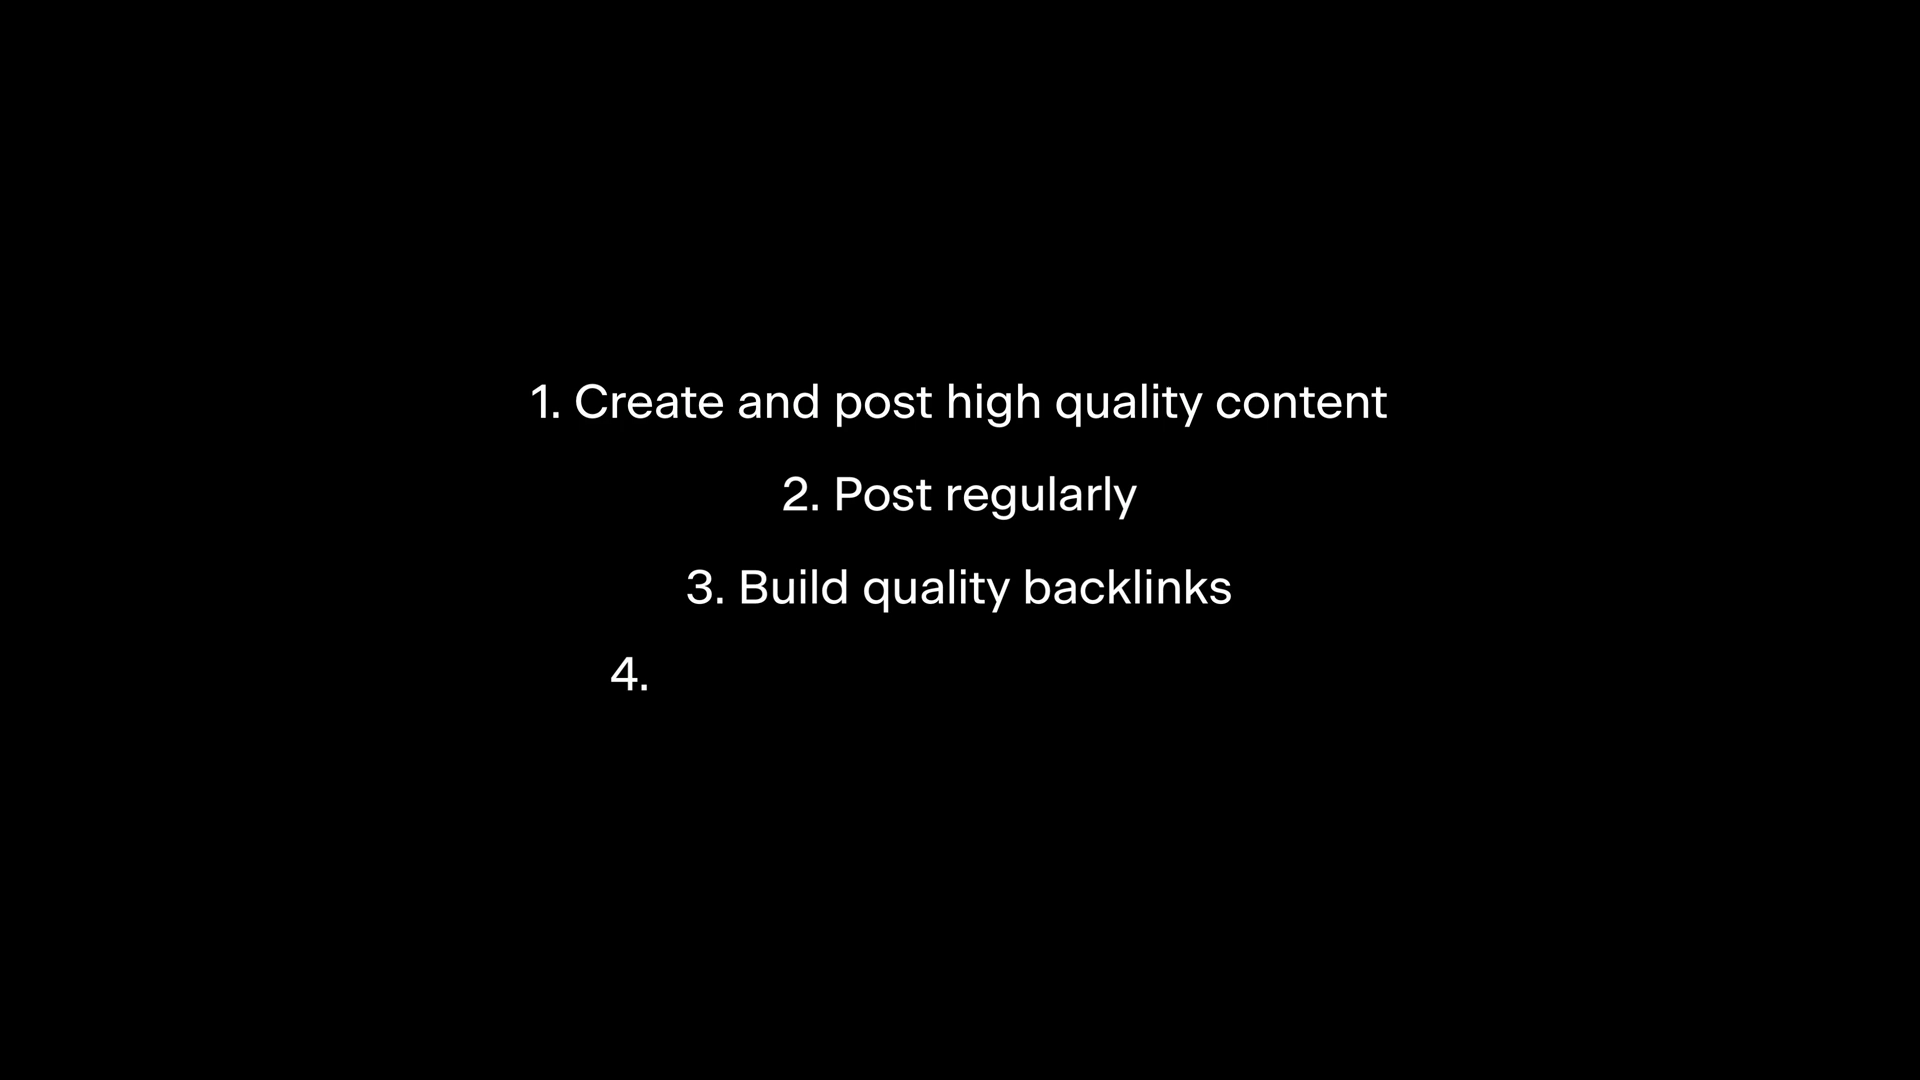 1. Create and post high quality content
2. Post regularly
3. Build quality backlinks
4.